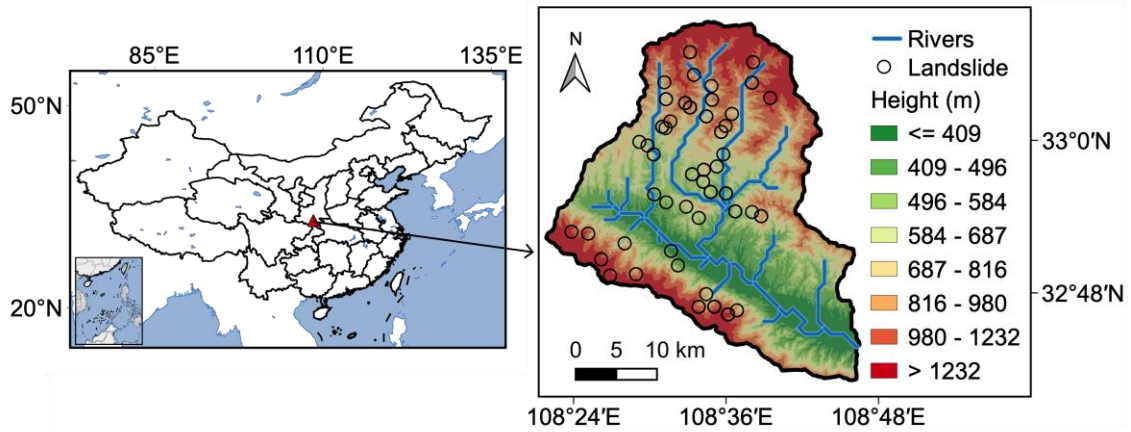 85°E 110°E 135°E
50°N
20°N
N
Rivers
Landslide
Height (m)
<= 409
409 - 496
496 - 584
584 - 687
687 - 816
816 - 980
980 - 1232
> 1232
33°0′N
32°48′N
0 5 10 km
108°24′E 108°36′E 108°48′E